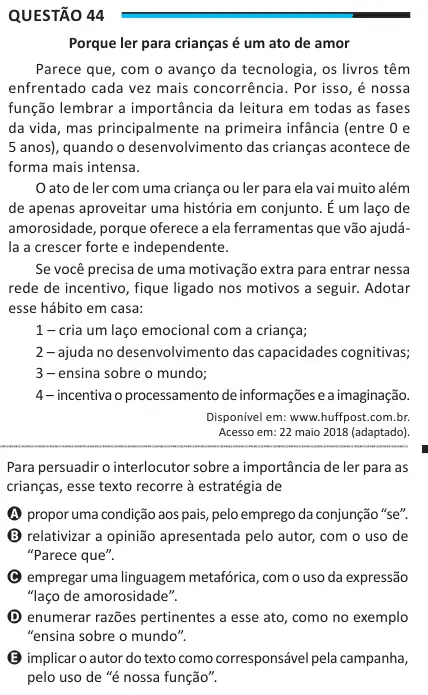 QUESTÃO 44
Porque ler para crianças é um ato de amor
Parece que, com o avanço da tecnologia, os livros têm
enfrentado cada vez mais concorrência. Por isso, é nossa
função lembrar a importância da leitura em todas as fases
da vida, mas principalmente na primeira infância (entre 0 e
5 anos), quando o desenvolvimento das crianças acontece de
forma mais intensa.
O ato de ler com uma criança ou ler para ela vai muito além
de apenas aproveitar uma história em conjunto. É um laço de
amorosidade, porque oferece a ela ferramentas que vão ajudá-
la a crescer forte e independente.
Se você precisa de uma motivação extra para entrar nessa
rede de incentivo, fique ligado nos motivos a seguir. Adotar
esse hábito em casa:
1 – cria um laço emocional com a criança;
2 – ajuda no desenvolvimento das capacidades cognitivas;
3 – ensina sobre o mundo;
4 – incentiva o processamento de informações e a imaginação.
Disponível em: www.huffpost.com.br.
Acesso em: 22 maio 2018 (adaptado).
Para persuadir o interlocutor sobre a importância de ler para as
crianças, esse texto recorre à estratégia de
A propor uma condição aos pais, pelo emprego da conjunção “se”.
B relativizar a opinião apresentada pelo autor, com o uso de
“Parece que”.
C empregar uma linguagem metafórica, com o uso da expressão
“laço de amorosidade”.
D enumerar razões pertinentes a esse ato, como no exemplo
“ensina sobre o mundo”.
E implicar o autor do texto como corresponsável pela campanha,
pelo uso de “é nossa função”.